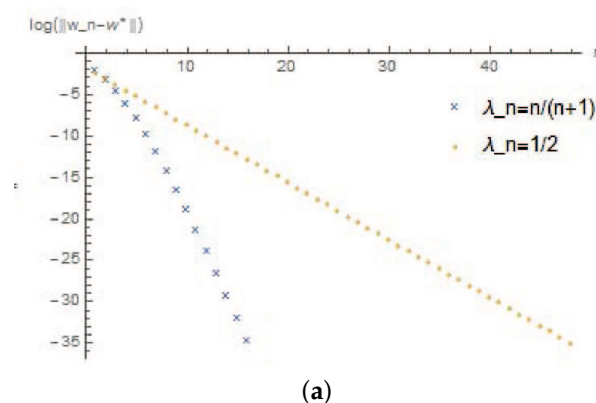 log(‖w_n−w*‖)
10 20 30 40
−5
−10
−15
−20
−25
−30
−35
× λ_n=n/(n+1)
• λ_n=1/2
(a)